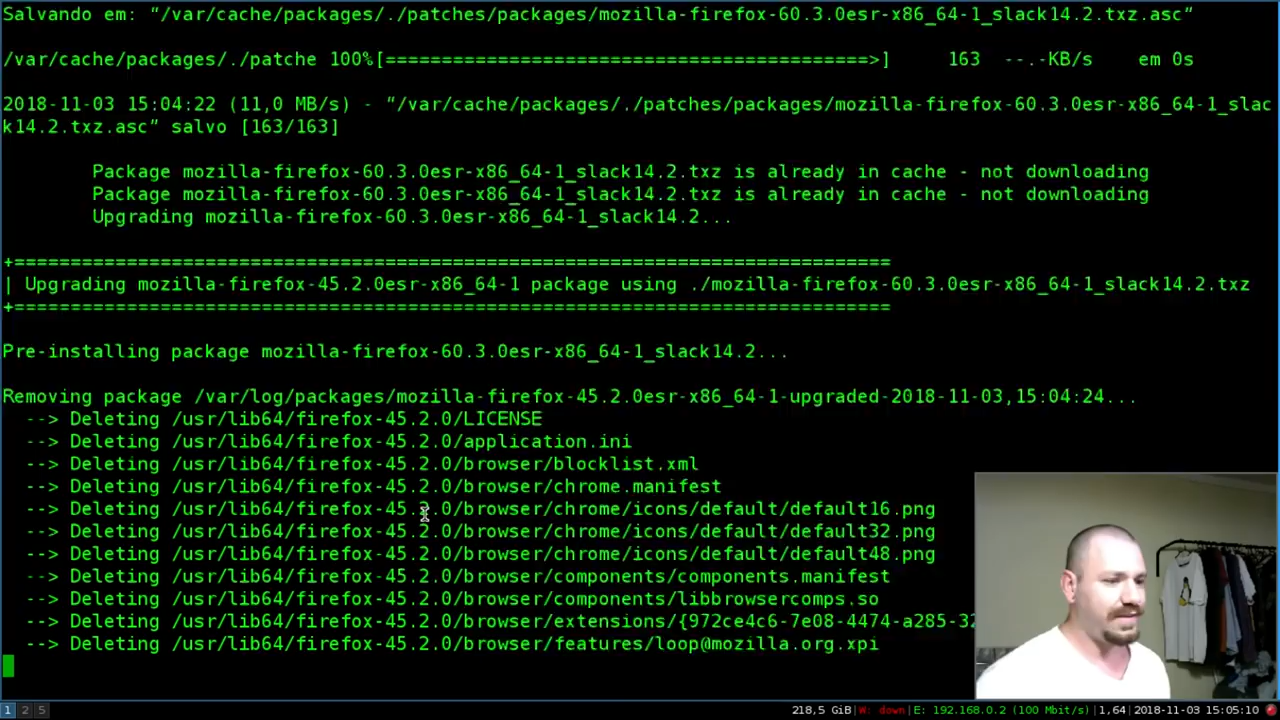 Salvando em: “/var/cache/packages/./patches/packages/mozilla-firefox-60.3.0esr-x86_64-1_slack14.2.txz.asc”
/var/cache/packages/./patche 100%[===========================================>]     163  --.-KB/s    em 0s
2018-11-03 15:04:22 (11,0 MB/s) - “/var/cache/packages/./patches/packages/mozilla-firefox-60.3.0esr-x86_64-1_slac
k14.2.txz.asc” salvo [163/163]
Package mozilla-firefox-60.3.0esr-x86_64-1_slack14.2.txz is already in cache - not downloading
Package mozilla-firefox-60.3.0esr-x86_64-1_slack14.2.txz is already in cache - not downloading
Upgrading mozilla-firefox-60.3.0esr-x86_64-1_slack14.2...
+==============================================================================
| Upgrading mozilla-firefox-45.2.0esr-x86_64-1 package using ./mozilla-firefox-60.3.0esr-x86_64-1_slack14.2.txz
+==============================================================================
Pre-installing package mozilla-firefox-60.3.0esr-x86_64-1_slack14.2...
Removing package /var/log/packages/mozilla-firefox-45.2.0esr-x86_64-1-upgraded-2018-11-03,15:04:24...
--> Deleting /usr/lib64/firefox-45.2.0/LICENSE
--> Deleting /usr/lib64/firefox-45.2.0/application.ini
--> Deleting /usr/lib64/firefox-45.2.0/browser/blocklist.xml
--> Deleting /usr/lib64/firefox-45.2.0/browser/chrome.manifest
--> Deleting /usr/lib64/firefox-45.2.0/browser/chrome/icons/default/default16.png
--> Deleting /usr/lib64/firefox-45.2.0/browser/chrome/icons/default/default32.png
--> Deleting /usr/lib64/firefox-45.2.0/browser/chrome/icons/default/default48.png
--> Deleting /usr/lib64/firefox-45.2.0/browser/components/components.manifest
--> Deleting /usr/lib64/firefox-45.2.0/browser/components/libbrowsercomps.so
--> Deleting /usr/lib64/firefox-45.2.0/browser/extensions/{972ce4c6-7e08-4474-a285-32
--> Deleting /usr/lib64/firefox-45.2.0/browser/features/loop@mozilla.org.xpi
1 2 5 218,5 GiB|W: down|E: 192.168.0.2 (100 Mbit/s)|1,64|2018-11-03 15:05:10